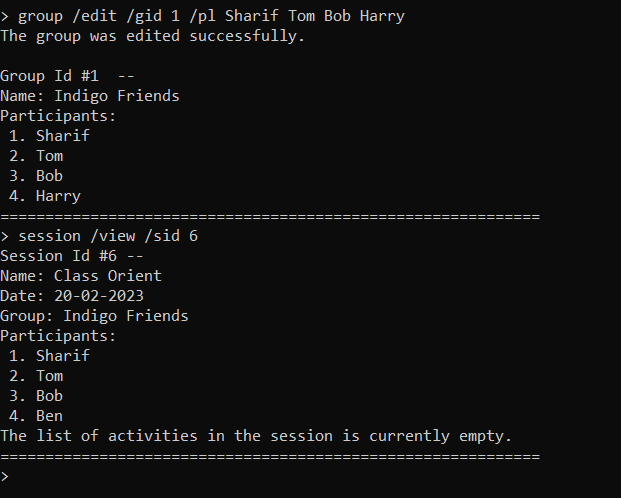 > group /edit /gid 1 /pl Sharif Tom Bob Harry
The group was edited successfully.

Group Id #1  --
Name: Indigo Friends
Participants:
 1. Sharif
 2. Tom
 3. Bob
 4. Harry
============================================================
> session /view /sid 6
Session Id #6 --
Name: Class Orient
Date: 20-02-2023
Group: Indigo Friends
Participants:
 1. Sharif
 2. Tom
 3. Bob
 4. Ben
The list of activities in the session is currently empty.
============================================================
>